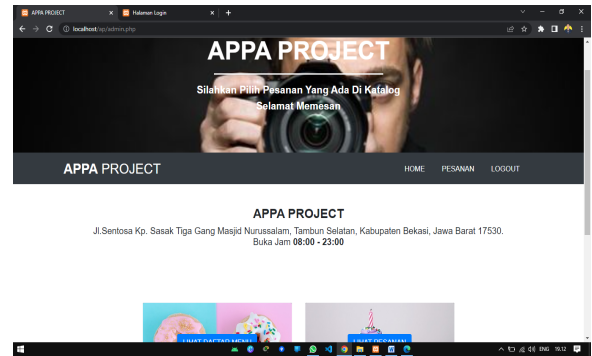 APPA PROJECT
Halaman Login
localhost/ap/admin.php
APPA PROJECT
Silahkan Pilih Pesanan Yang Ada Di Katalog
Selamat Memesan
APPA PROJECT
HOME PESANAN LOGOUT
APPA PROJECT
Jl.Sentosa Kp. Sasak Tiga Gang Masjid Nurussalam, Tambun Selatan, Kabupaten Bekasi, Jawa Barat 17530.
Buka Jam 08:00 - 23:00
LIHAT DAFTAR MENU LIHAT PESANAN
ENG 19.12